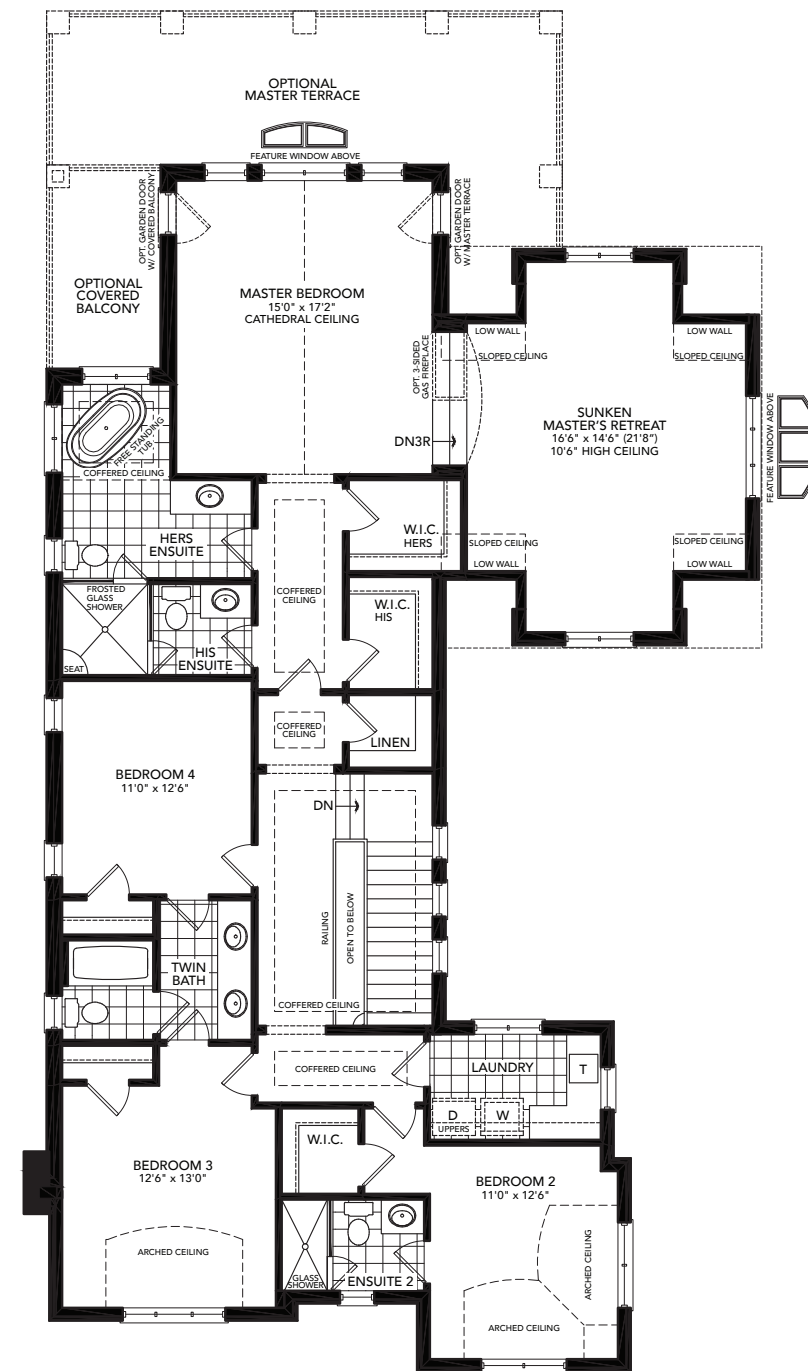 OPTIONAL
MASTER TERRACE
FEATURE WINDOW ABOVE
OPT. GARDEN DOOR
W/ COVERED BALCONY
OPT. GARDEN DOOR
W/ MASTER TERRACE
OPTIONAL
COVERED
BALCONY
MASTER BEDROOM
15'0" x 17'2"
CATHEDRAL CEILING
OPT. 3-SIDED
GAS FIREPLACE
DN3R
LOW WALL
SLOPED CEILING
LOW WALL
SLOPED CEILING
SUNKEN
MASTER'S RETREAT
16'6" x 14'6" (21'8")
10'6" HIGH CEILING
FEATURE WINDOW ABOVE
SLOPED CEILING
LOW WALL
SLOPED CEILING
LOW WALL
FREE STANDING
TUB
COFFERED CEILING
HERS
ENSUITE
W.I.C.
HERS
COFFERED
CEILING
FROSTED
GLASS
SHOWER
SEAT
HIS
ENSUITE
W.I.C.
HIS
COFFERED
CEILING
LINEN
BEDROOM 4
11'0" x 12'6"
DN
RAILING
OPEN TO BELOW
COFFERED CEILING
TWIN
BATH
COFFERED CEILING
LAUNDRY
T
D
UPPERS
W
W.I.C.
BEDROOM 3
12'6" x 13'0"
ARCHED CEILING
BEDROOM 2
11'0" x 12'6"
ARCHED CEILING
ARCHED CEILING
GLASS
SHOWER
ENSUITE 2